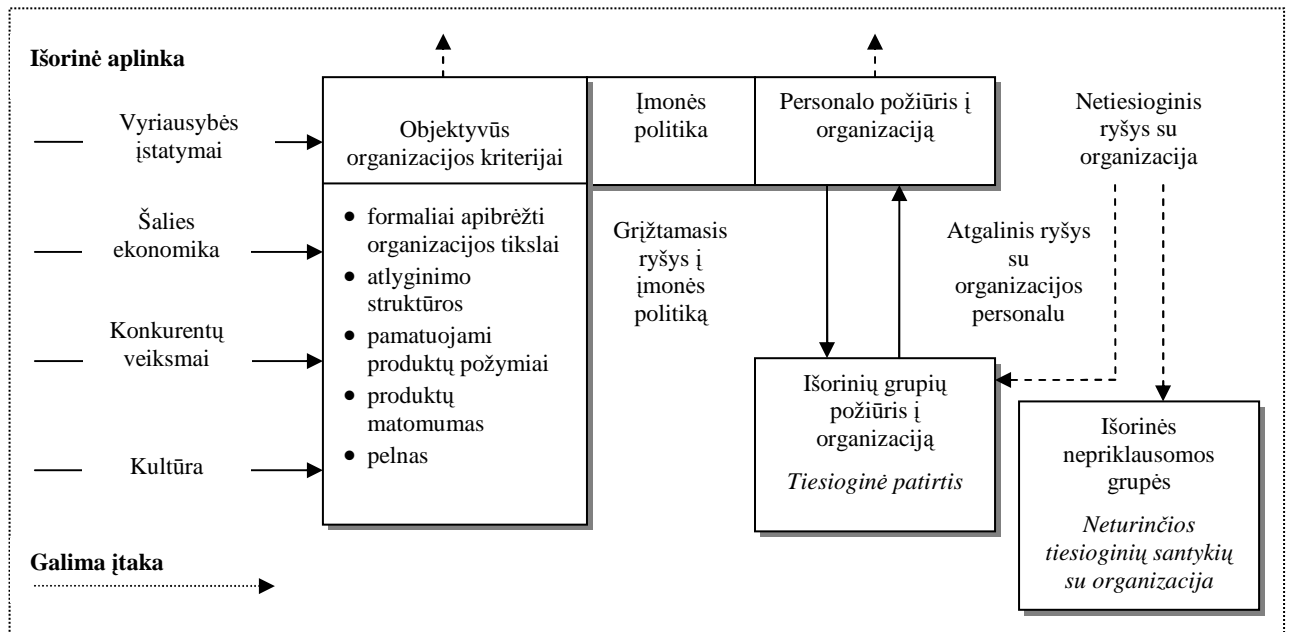 Išorinė aplinka
Vyriausybės
įstatymai
Šalies
ekonomika
Konkurentų
veiksmai
Kultūra
Galima įtaka
Objektyvūs
organizacijos kriterijai
• formaliai apibrėžti
organizacijos tikslai
• atlyginimo
struktūros
• pamatuojami
produktų požymiai
• produktų
matomumas
• pelnas
Įmonės
politika
Grįžtamasis
ryšys į
įmonės
politiką
Personalo požiūris į
organizaciją
Atgalinis ryšys
su
organizacijos
personalu
Išorinių grupių
požiūris į
organizaciją
Tiesioginė patirtis
Netiesioginis
ryšys su
organizacija
Išorinės
nepriklausomos
grupės
Neturinčios
tiesioginių santykių
su organizacija